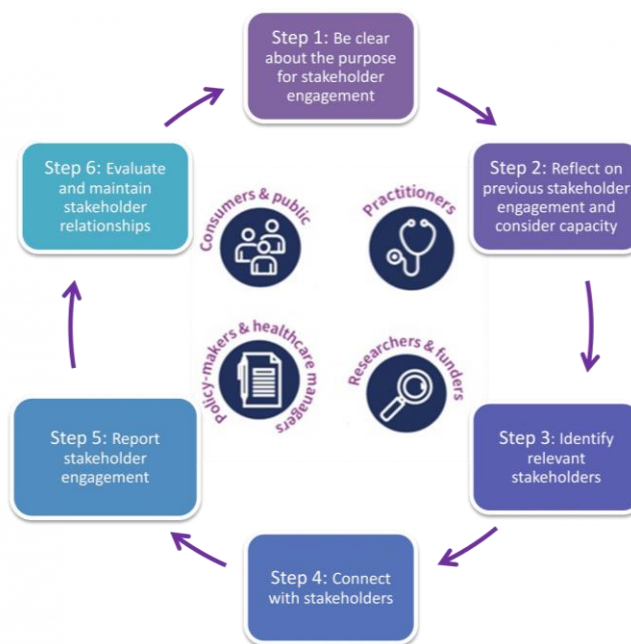 Step 1: Be clear
about the purpose
for stakeholder
engagement
Step 2: Reflect on
previous stakeholder
engagement and
consider capacity
Step 3: Identify
relevant
stakeholders
Step 4: Connect
with stakeholders
Step 5: Report
stakeholder
engagement
Step 6: Evaluate
and maintain
stakeholder
relationships
Consumers & public
Practitioners
Policy-makers & healthcare managers
Researchers & funders